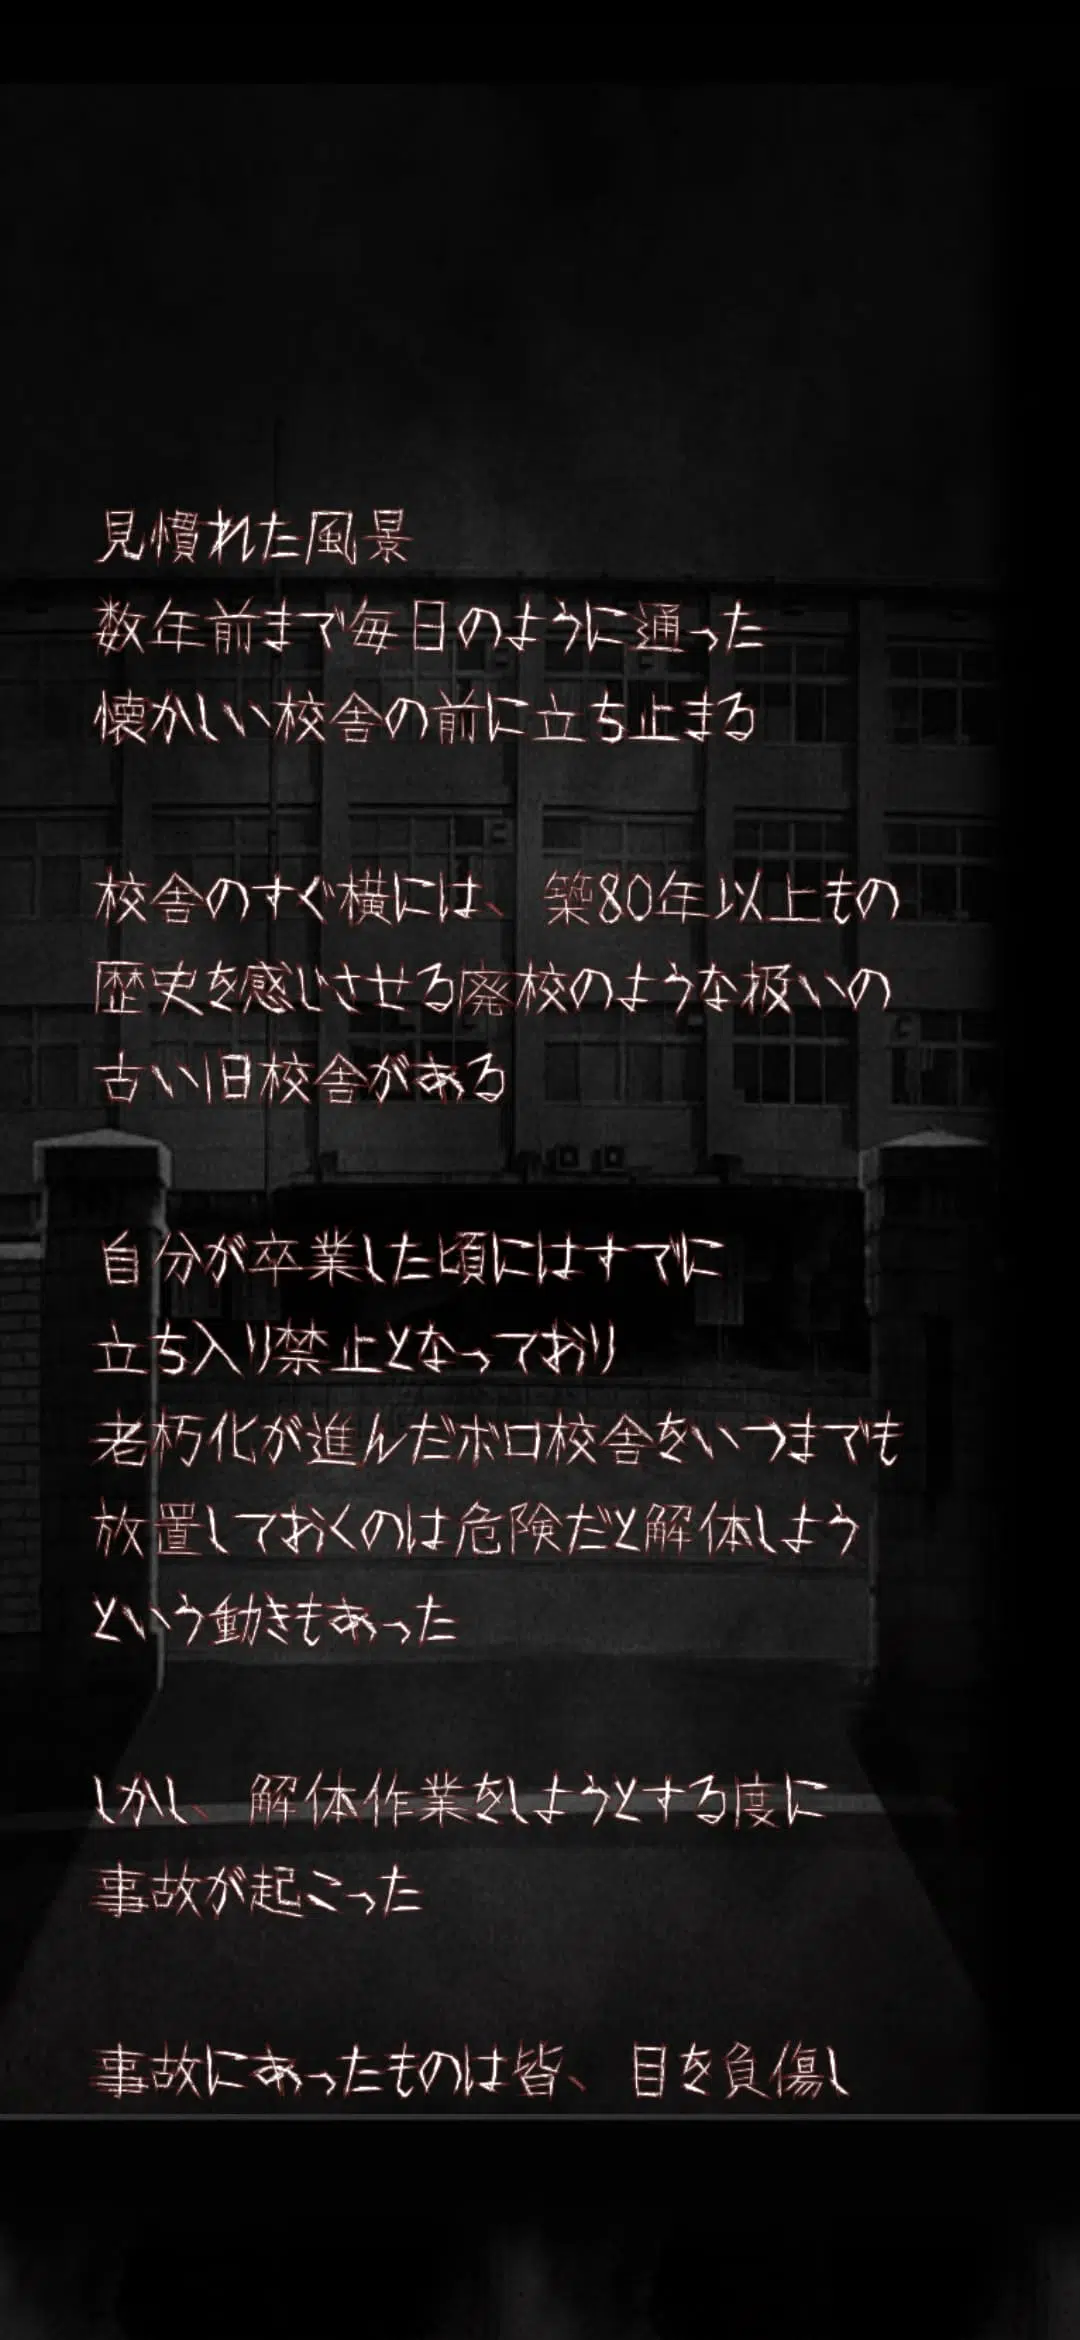 見慣れた風景
数年前まで毎日のように通った
懐かしい校舎の前に立ち止まる
校舎のすぐ横には、 築80年以上もの
歴史を感じさせる廃校のような扱いの
古い旧校舎がある
自分が卒業した頃にはすでに
立ち入り禁止となっており
老朽化が進んだボロ校舎をいつまでも
放置しておくのは危険だと解体しよう
という動きもあった
しかし、 解体作業をしようとする度に
事故が起こった
事故にあったものは皆、 目を負傷し